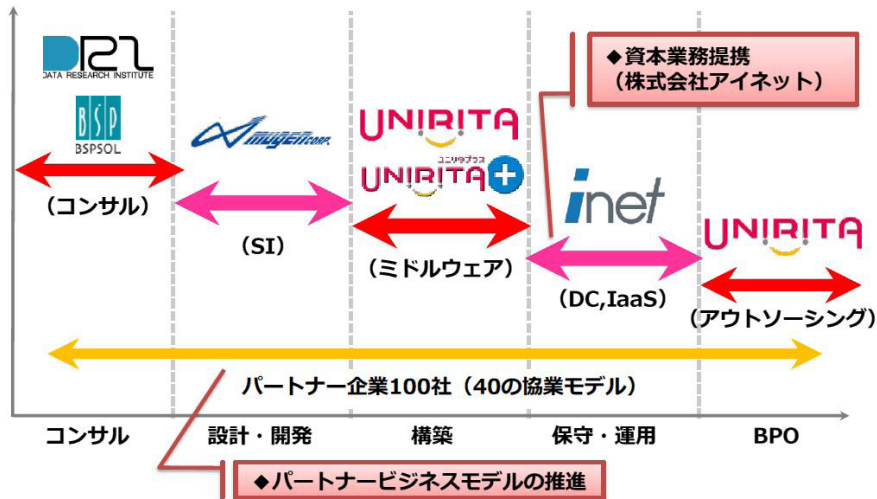 DRI
DATA RESEARCH INSTITUTE
BSP
BSPSOL
(コンサル)
MUGEN CORP.
(SI)
UNIRITA
ユニリタプラス
UNIRITA+
(ミドルウェア)
◆資本業務提携
(株式会社アイネット)
inet
(DC,IaaS)
UNIRITA
(アウトソーシング)
パートナー企業100社(40の協業モデル)
コンサル
設計・開発
構築
保守・運用
BPO
◆パートナービジネスモデルの推進